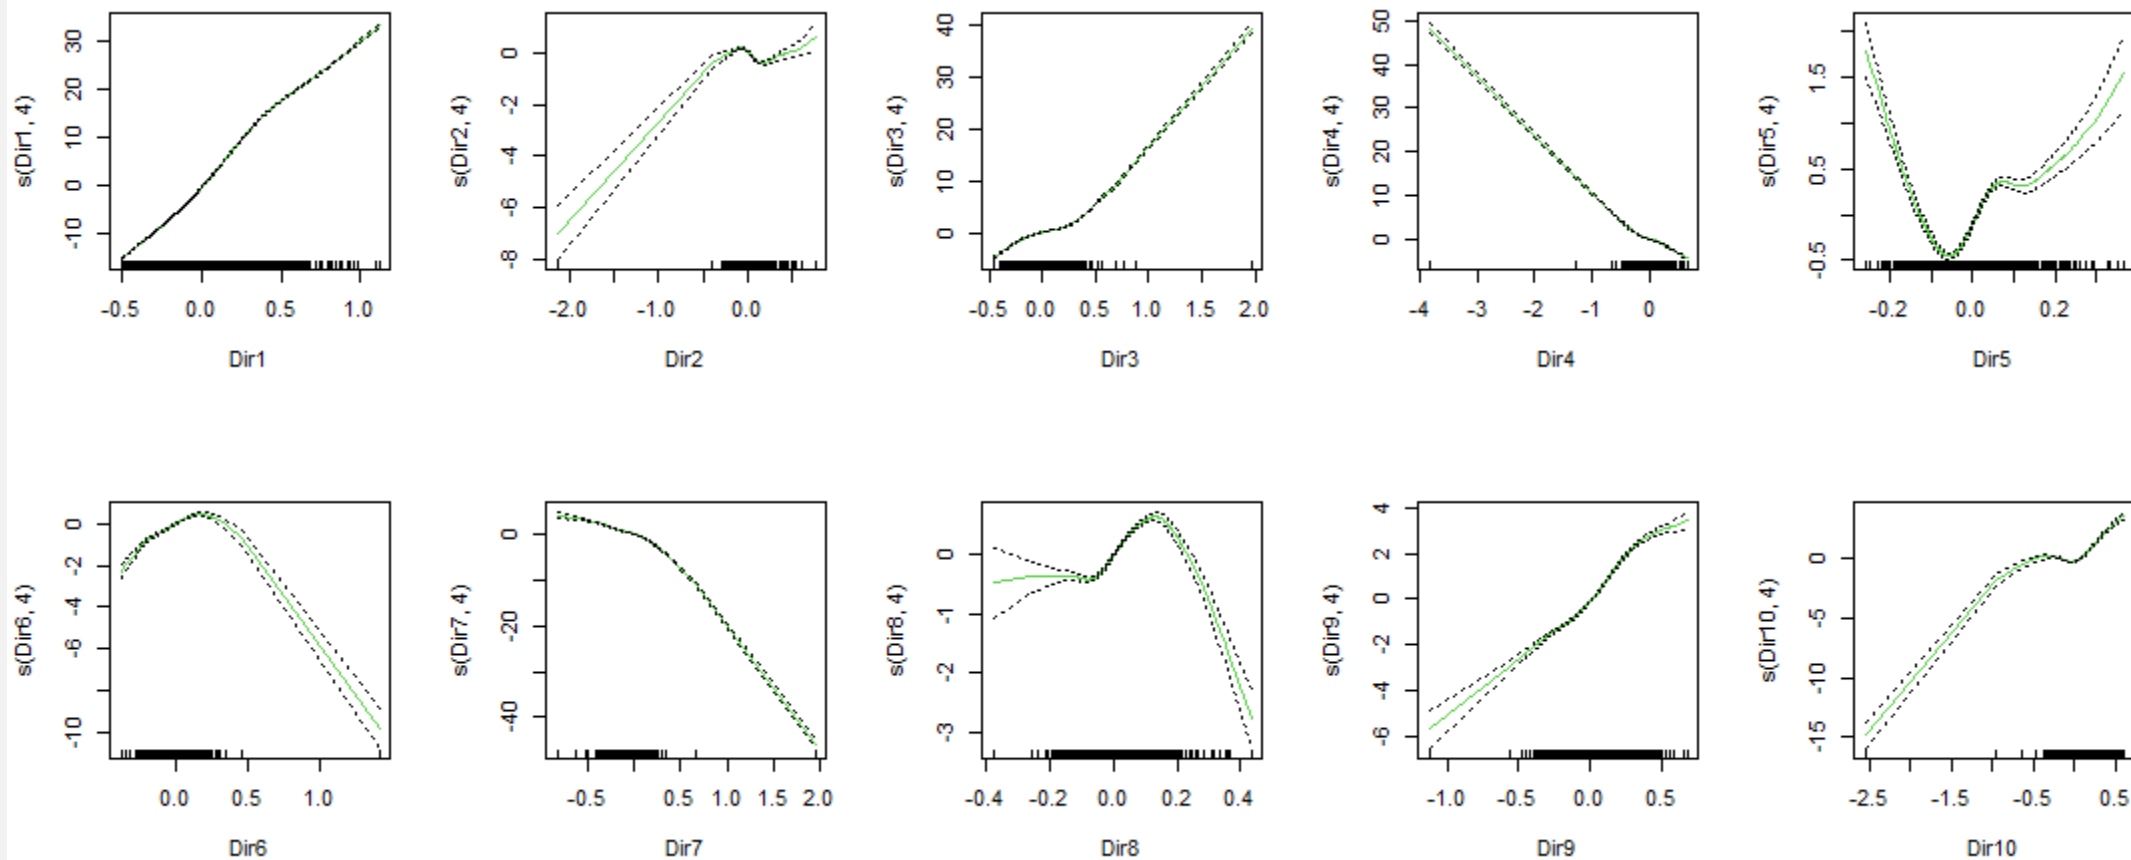 s(Dir1, 4)
30
20
10
0
-10
-0.5 0.0 0.5 1.0
Dir1
s(Dir2, 4)
0
-2
-4
-6
-8
-2.0 -1.0 0.0
Dir2
s(Dir3, 4)
40
30
20
10
0
-0.5 0.0 0.5 1.0 1.5 2.0
Dir3
s(Dir4, 4)
50
40
30
20
10
0
-4 -3 -2 -1 0
Dir4
s(Dir5, 4)
1.5
0.5
-0.5
-0.2 0.0 0.2
Dir5
s(Dir6, 4)
0
-2
-4
-6
-10
0.0 0.5 1.0
Dir6
s(Dir7, 4)
0
-20
-40
-0.5 0.5 1.0 1.5 2.0
Dir7
s(Dir8, 4)
0
-1
-2
-3
-0.4 -0.2 0.0 0.2 0.4
Dir8
s(Dir9, 4)
4
2
0
-2
-4
-6
-1.0 0.0 0.5
Dir9
s(Dir10, 4)
0
-5
-10
-15
-2.5 -1.5 -0.5 0.5
Dir10